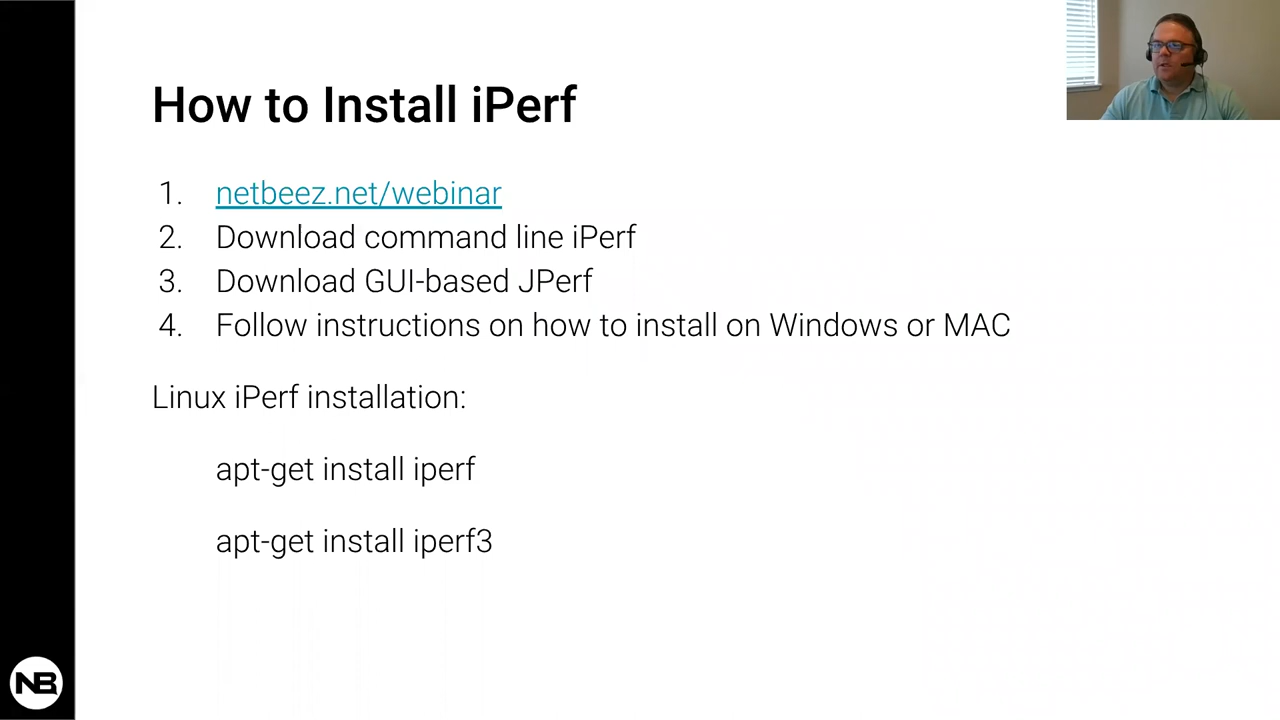 How to Install iPerf
1. netbeez.net/webinar
2. Download command line iPerf
3. Download GUI-based JPerf
4. Follow instructions on how to install on Windows or MAC
Linux iPerf installation:
apt-get install iperf
apt-get install iperf3
NB